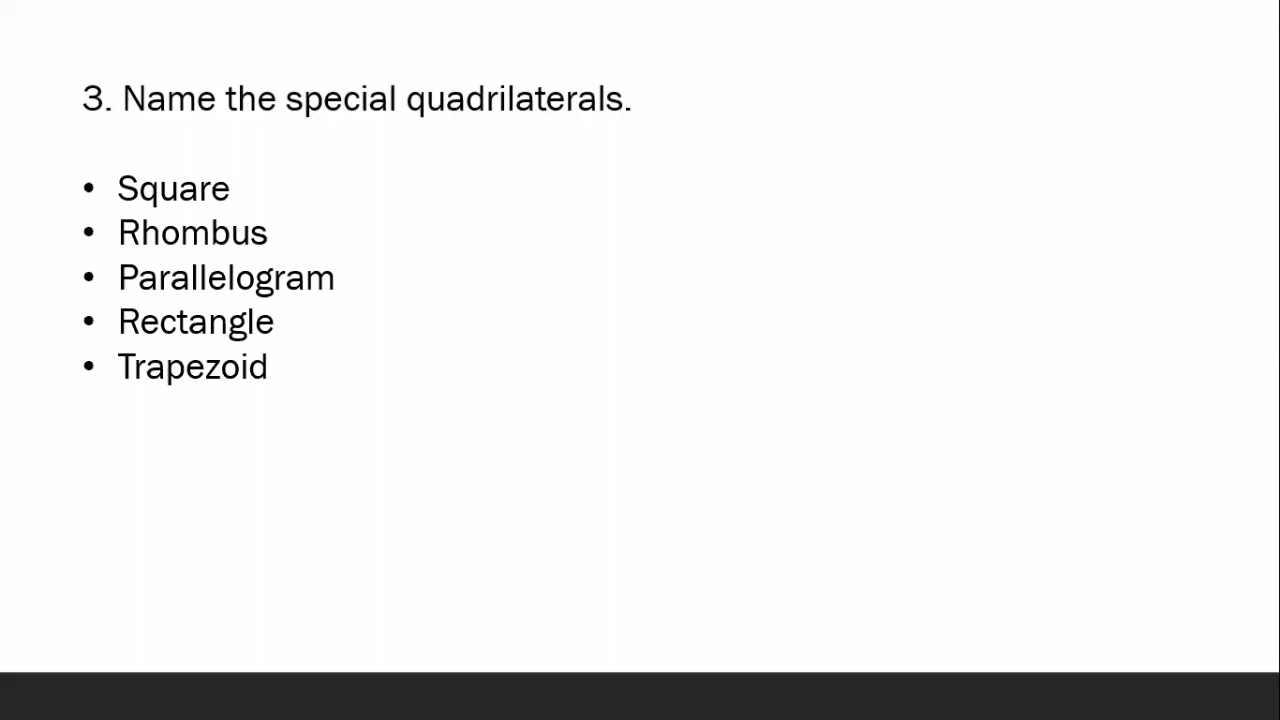 3. Name the special quadrilaterals.
• Square
• Rhombus
• Parallelogram
• Rectangle
• Trapezoid